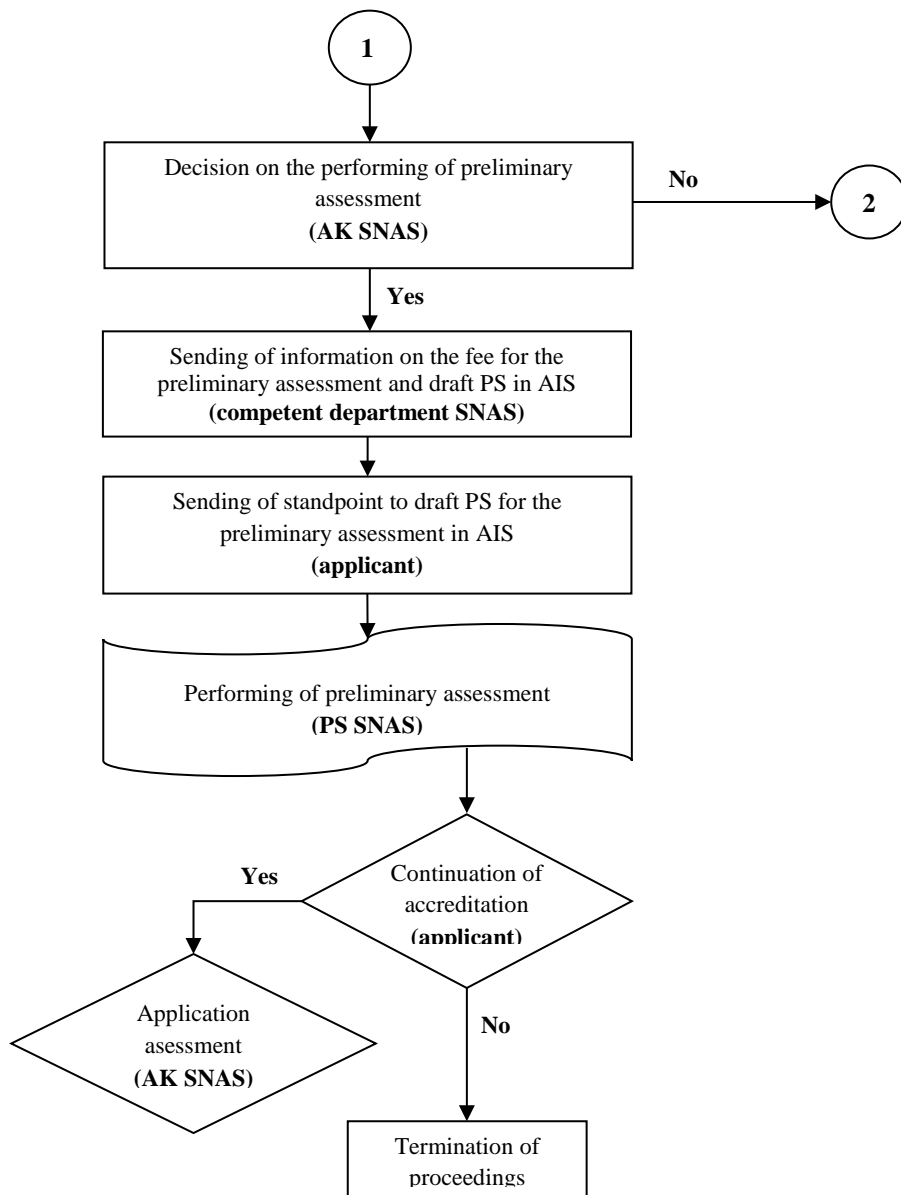 1
Decision on the performing of preliminary
assessment
(AK SNAS)
No
2
Yes
Sending of information on the fee for the
preliminary assessment and draft PS in AIS
(competent department SNAS)
Sending of standpoint to draft PS for the
preliminary assessment in AIS
(applicant)
Performing of preliminary assessment
(PS SNAS)
Yes
Continuation of
accreditation
(applicant)
Application
asessment
(AK SNAS)
No
Termination of
proceedings